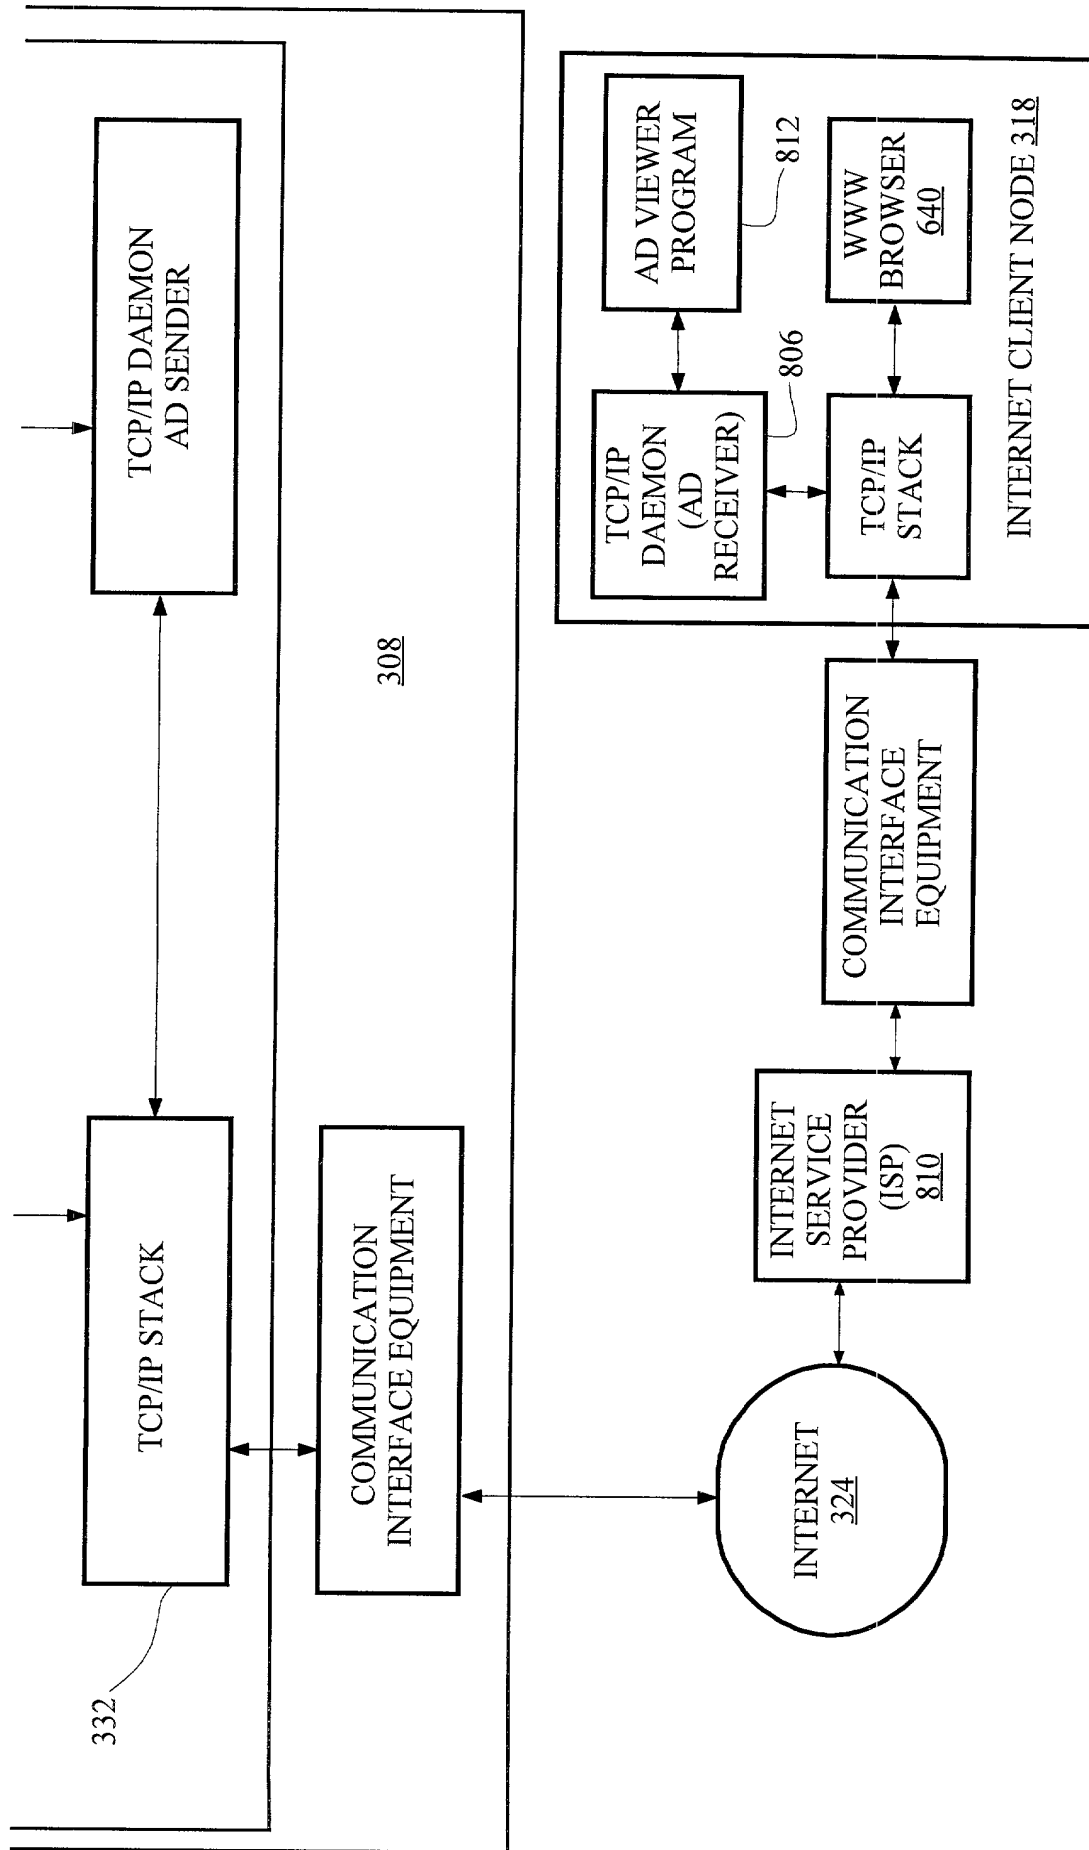 TCP/IP STACK
332
TCP/IP DAEMON
AD SENDER
COMMUNICATION
INTERFACE EQUIPMENT
308
INTERNET
324
INTERNET
SERVICE
PROVIDER
(ISP)
810
COMMUNICATION
INTERFACE
EQUIPMENT
TCP/IP
DAEMON
(AD
RECEIVER)
806
AD VIEWER
PROGRAM
812
TCP/IP
STACK
WWW
BROWSER
640
INTERNET CLIENT NODE 318